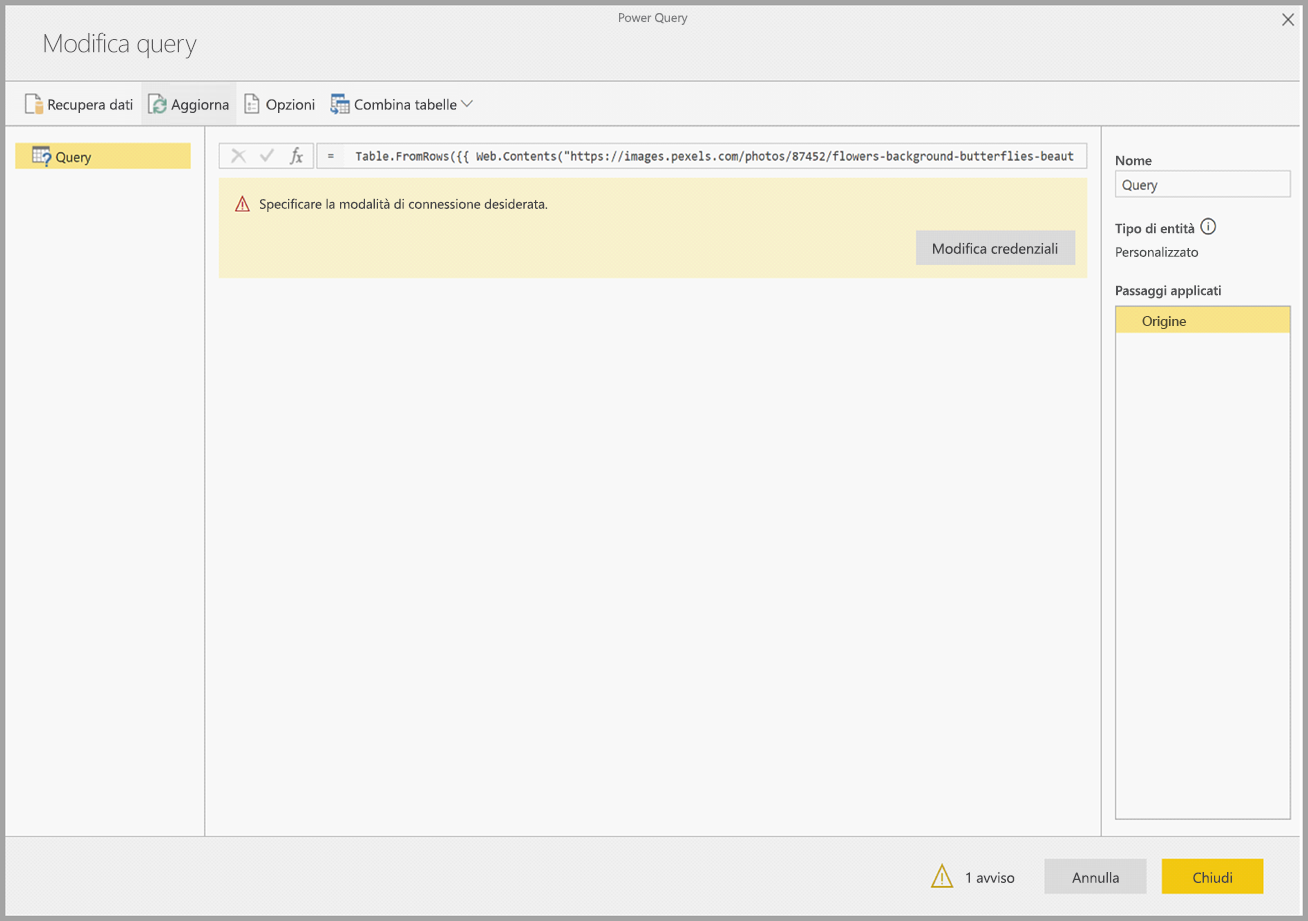 Power Query
Modifica query
Recupera dati Aggiorna Opzioni Combina tabelle
Query
fx = Table.FromRows({{ Web.Contents("https://images.pexels.com/photos/87452/flowers-background-butterflies-beaut
Specificare la modalità di connessione desiderata.
Modifica credenziali
Nome
Query
Tipo di entità
Personalizzato
Passaggi applicati
Origine
1 avviso Annulla Chiudi